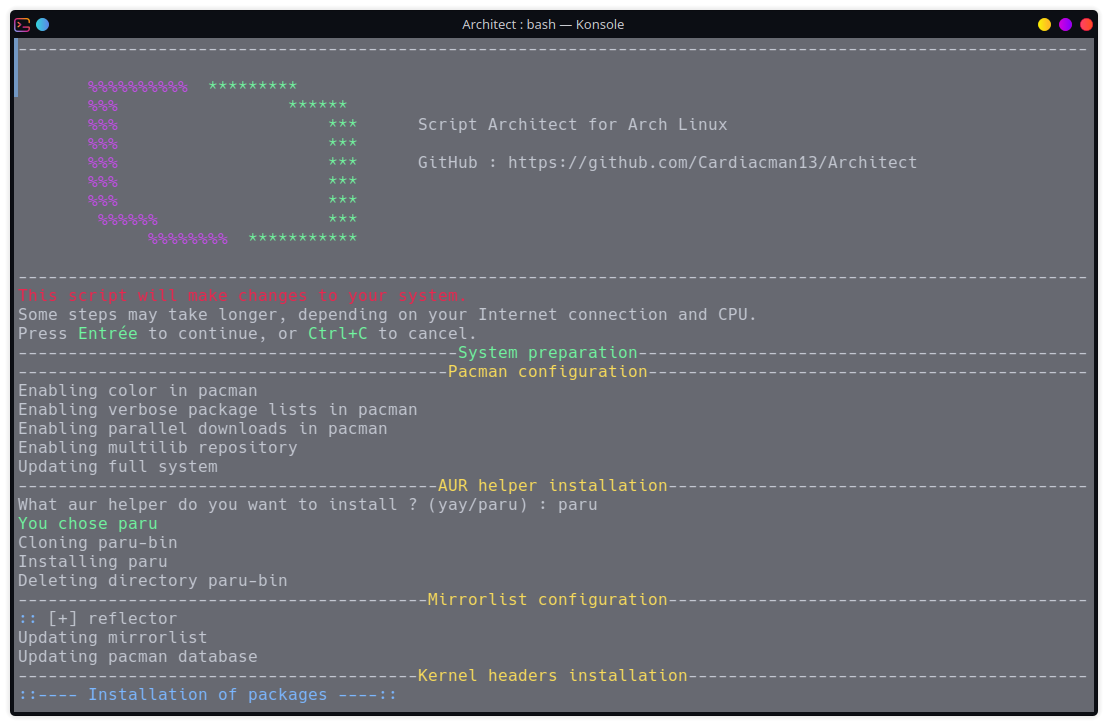 Architect : bash — Konsole
-----------------------------------------------------------------------------------------------------------
%%%%%%%%%%  *********
%%%                 ******
%%%                     ***      Script Architect for Arch Linux
%%%                     ***
%%%                     ***      GitHub : https://github.com/Cardiacman13/Architect
%%%                     ***
%%%                     ***
%%%%%%                 ***
%%%%%%%%  ***********
-----------------------------------------------------------------------------------------------------------
This script will make changes to your system.
Some steps may take longer, depending on your Internet connection and CPU.
Press Entrée to continue, or Ctrl+C to cancel.
--------------------------------------------System preparation---------------------------------------------
-------------------------------------------Pacman configuration--------------------------------------------
Enabling color in pacman
Enabling verbose package lists in pacman
Enabling parallel downloads in pacman
Enabling multilib repository
Updating full system
------------------------------------------AUR helper installation------------------------------------------
What aur helper do you want to install ? (yay/paru) : paru
You chose paru
Cloning paru-bin
Installing paru
Deleting directory paru-bin
-----------------------------------------Mirrorlist configuration------------------------------------------
:: [+] reflector
Updating mirrorlist
Updating pacman database
----------------------------------------Kernel headers installation----------------------------------------
::---- Installation of packages ----::